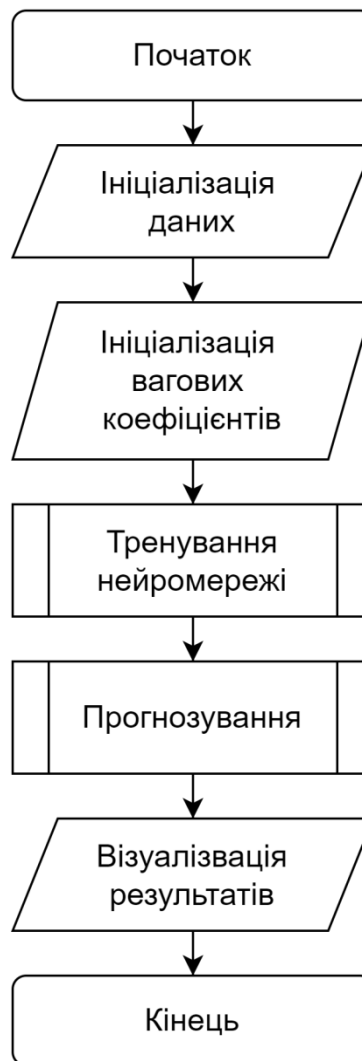 Початок
Ініціалізація
даних
Ініціалізація
вагових
коефіцієнтів
Тренування
нейромережі
Прогнозування
Візуалізвація
результатів
Кінець